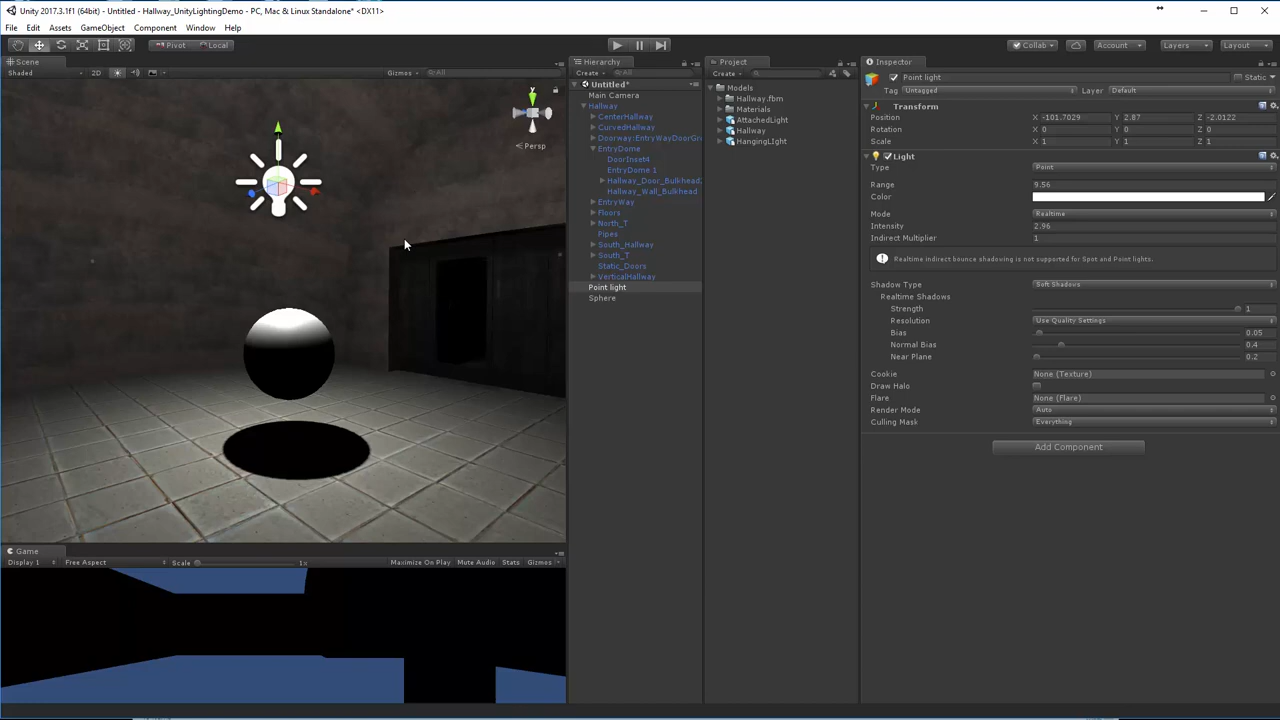 Unity 2017.3.1f1 (64bit) - Untitled - Hallway_UnityLightingDemo - PC, Mac & Linux Standalone* <DX11>
File Edit Assets GameObject Component Window Help
Pivot Local Collab Account Layers Layout
Scene
Shaded 2D Gizmos All
y
Persp
Hierarchy
Create All
Untitled*
Main Camera
Hallway
CenterHallway
CurvedHallway
Doorway:EntryWayDoorGr
EntryDome
DoorInset4
EntryDome 1
Hallway_Door_Bulkhead
Hallway_Wall_Bulkhead
EntryWay
Floors
North_T
Pipes
South_Hallway
South_T
Static_Doors
VerticalHallway
Point light
Sphere
Project
Create
Models
Hallway.fbm
Materials
AttachedLight
Hallway
HangingLIght
Inspector
Point light Static
Tag Untagged Layer Default
Transform
Position X -101.7029 Y 2.87 Z -2.0122
Rotation X 0 Y 0 Z 0
Scale X 1 Y 1 Z 1
Light
Type Point
Range 9.56
Color
Mode Realtime
Intensity 2.96
Indirect Multiplier 1
Realtime indirect bounce shadowing is not supported for Spot and Point lights.
Shadow Type Soft Shadows
Realtime Shadows
Strength 1
Resolution Use Quality Settings
Bias 0.05
Normal Bias 0.4
Near Plane 0.2
Cookie None (Texture)
Draw Halo
Flare None (Flare)
Render Mode Auto
Culling Mask Everything
Add Component
Game
Display 1 Free Aspect Scale 1x Maximize On Play Mute Audio Stats Gizmos